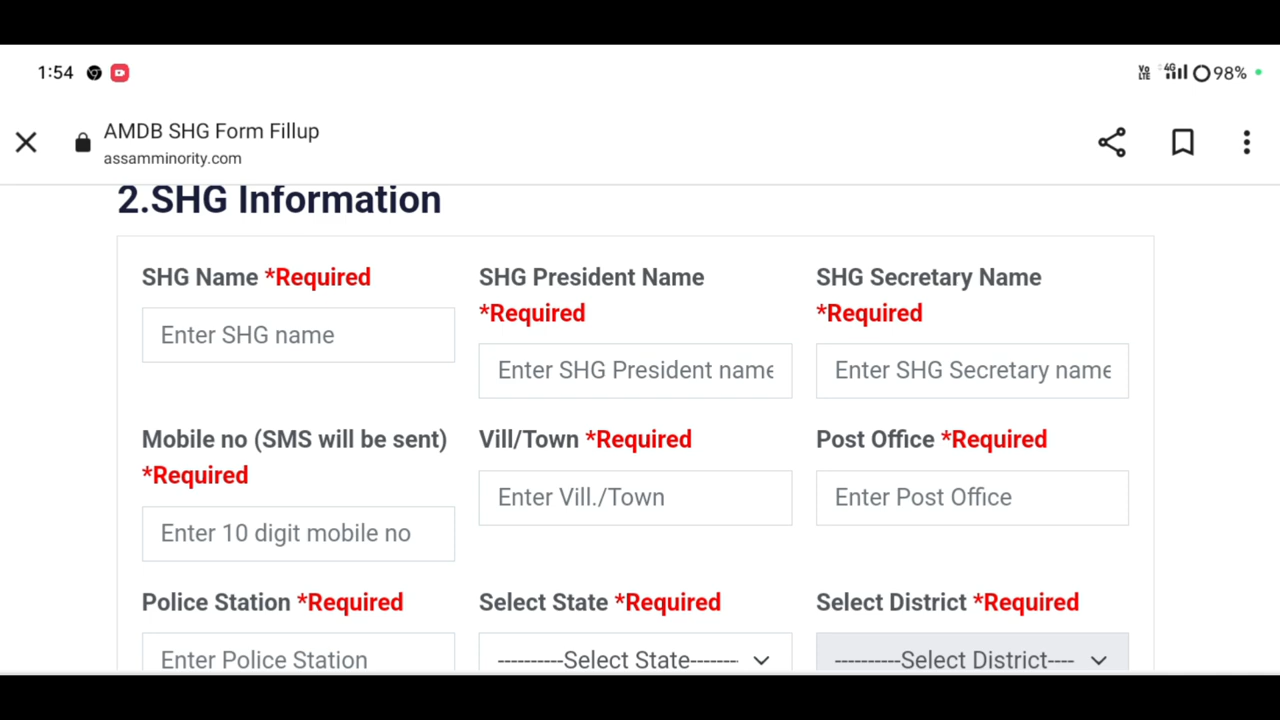 1:54
Vo LTE 4G 98%
AMDB SHG Form Fillup
assamminority.com
2.SHG Information
SHG Name *Required
Enter SHG name
SHG President Name
*Required
Enter SHG President name
SHG Secretary Name
*Required
Enter SHG Secretary name
Mobile no (SMS will be sent)
*Required
Enter 10 digit mobile no
Vill/Town *Required
Enter Vill./Town
Post Office *Required
Enter Post Office
Police Station *Required
Enter Police Station
Select State *Required
----------Select State-------
Select District *Required
----------Select District----